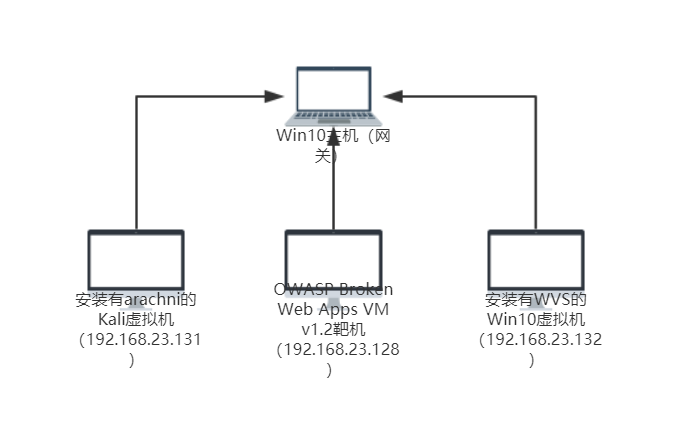 Win10主机（网
关）
安装有arachni的
Kali虚拟机
（192.168.23.131
）
OWASP Broken
Web Apps VM
v1.2靶机
（192.168.23.128
）
安装有WVS的
Win10虚拟机
（192.168.23.132
）